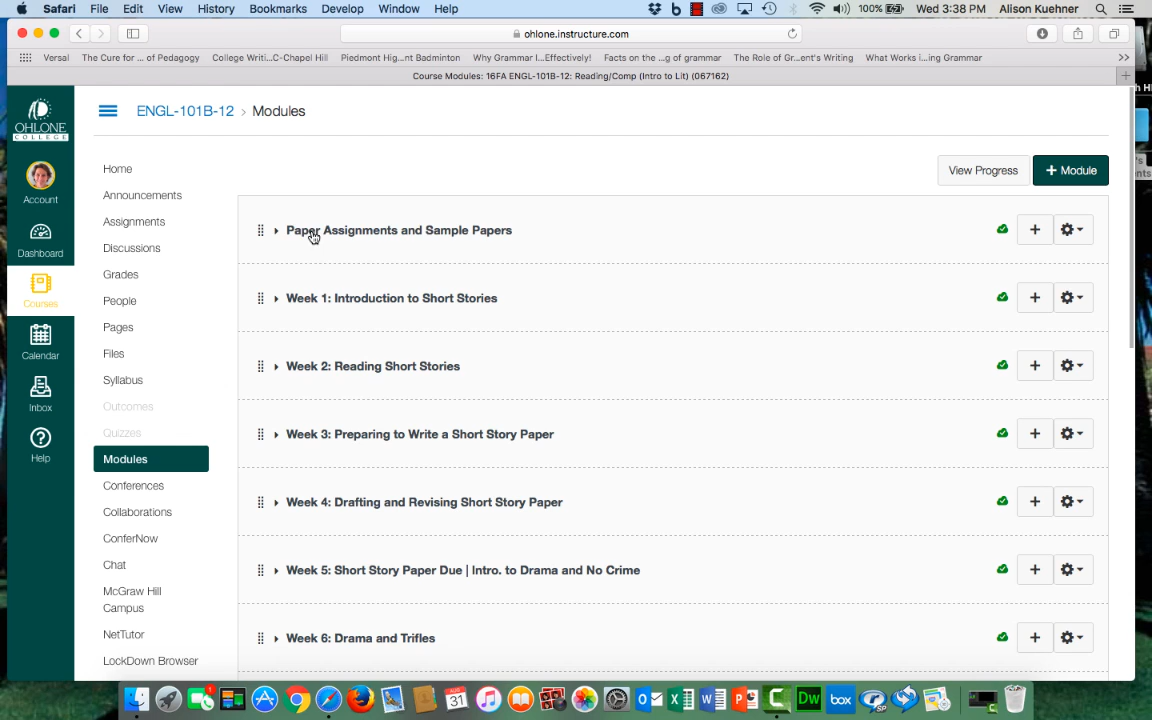 Safari File Edit View History Bookmarks Develop Window Help 100% Wed 3:38 PM Alison Kuehner
ohlone.instructure.com
Versal The Cure for ... of Pedagogy College Writi...C-Chapel Hill Piedmont Hig...nt Badminton Why Grammar I...Effectively! Facts on the ...g of grammar The Role of Gr...ent's Writing What Works i...ing Grammar >>
Course Modules: 16FA ENGL-101B-12: Reading/Comp (Intro to Lit) (067162)
OHLONE
COLLEGE
Account
Dashboard
Courses
Calendar
Inbox
Help
ENGL-101B-12 > Modules
Home
Announcements
Assignments
Discussions
Grades
People
Pages
Files
Syllabus
Outcomes
Quizzes
Modules
Conferences
Collaborations
ConferNow
Chat
McGraw Hill
Campus
NetTutor
LockDown Browser
View Progress + Module
Paper Assignments and Sample Papers
Week 1: Introduction to Short Stories
Week 2: Reading Short Stories
Week 3: Preparing to Write a Short Story Paper
Week 4: Drafting and Revising Short Story Paper
Week 5: Short Story Paper Due | Intro. to Drama and No Crime
Week 6: Drama and Trifles
AUG
31
Dw
box
SP